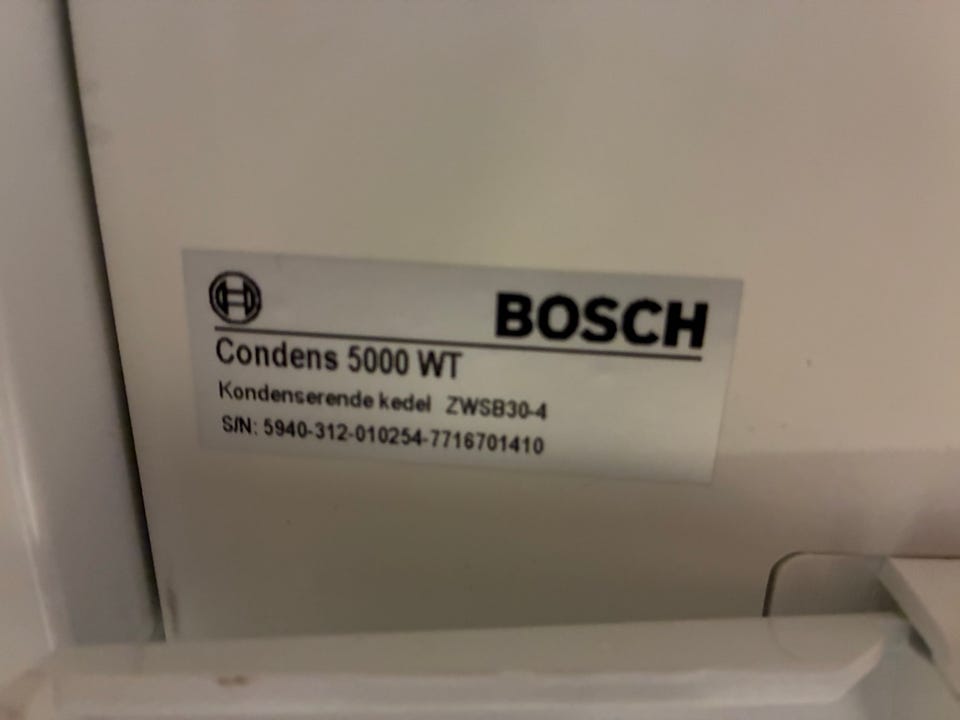 BOSCH
Condens 5000 WT
Kondenserende kedel ZWSB30-4
S/N: 5940-312-010254-7716701410